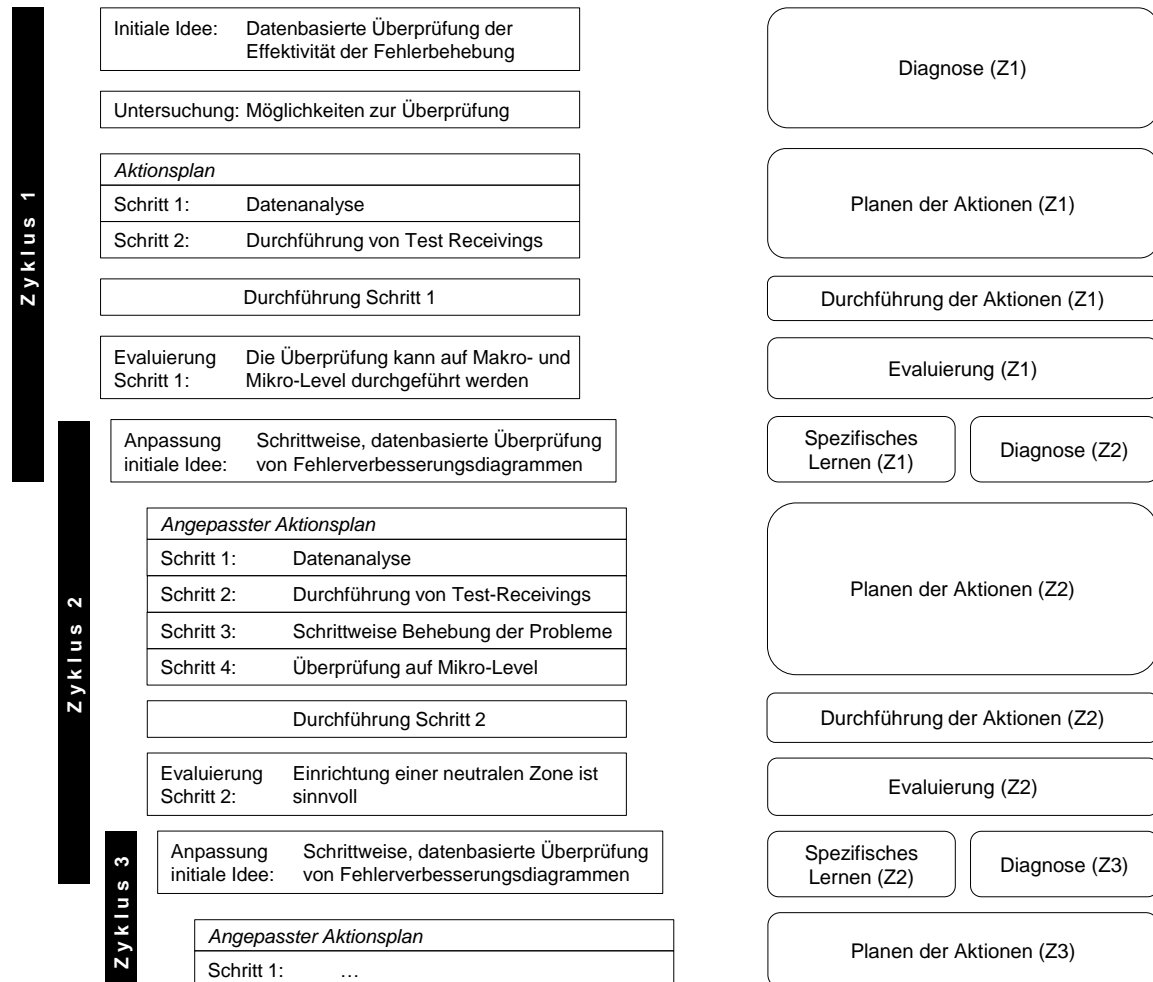 Zyklus 1
Initiale Idee: Datenbasierte Überprüfung der
Effektivität der Fehlerbehebung
Diagnose (Z1)
Untersuchung: Möglichkeiten zur Überprüfung
Aktionsplan
Schritt 1: Datenanalyse
Schritt 2: Durchführung von Test Receivings
Planen der Aktionen (Z1)
Durchführung Schritt 1
Durchführung der Aktionen (Z1)
Evaluierung Die Überprüfung kann auf Makro- und
Schritt 1: Mikro-Level durchgeführt werden
Evaluierung (Z1)
Zyklus 2
Anpassung Schrittweise, datenbasierte Überprüfung
initiale Idee: von Fehlerverbesserungsdiagrammen
Spezifisches
Lernen (Z1)
Diagnose (Z2)
Angepasster Aktionsplan
Schritt 1: Datenanalyse
Schritt 2: Durchführung von Test-Receivings
Schritt 3: Schrittweise Behebung der Probleme
Schritt 4: Überprüfung auf Mikro-Level
Planen der Aktionen (Z2)
Durchführung Schritt 2
Durchführung der Aktionen (Z2)
Evaluierung Einrichtung einer neutralen Zone ist
Schritt 2: sinnvoll
Evaluierung (Z2)
Zyklus 3
Anpassung Schrittweise, datenbasierte Überprüfung
initiale Idee: von Fehlerverbesserungsdiagrammen
Spezifisches
Lernen (Z2)
Diagnose (Z3)
Angepasster Aktionsplan
Schritt 1: …
Planen der Aktionen (Z3)